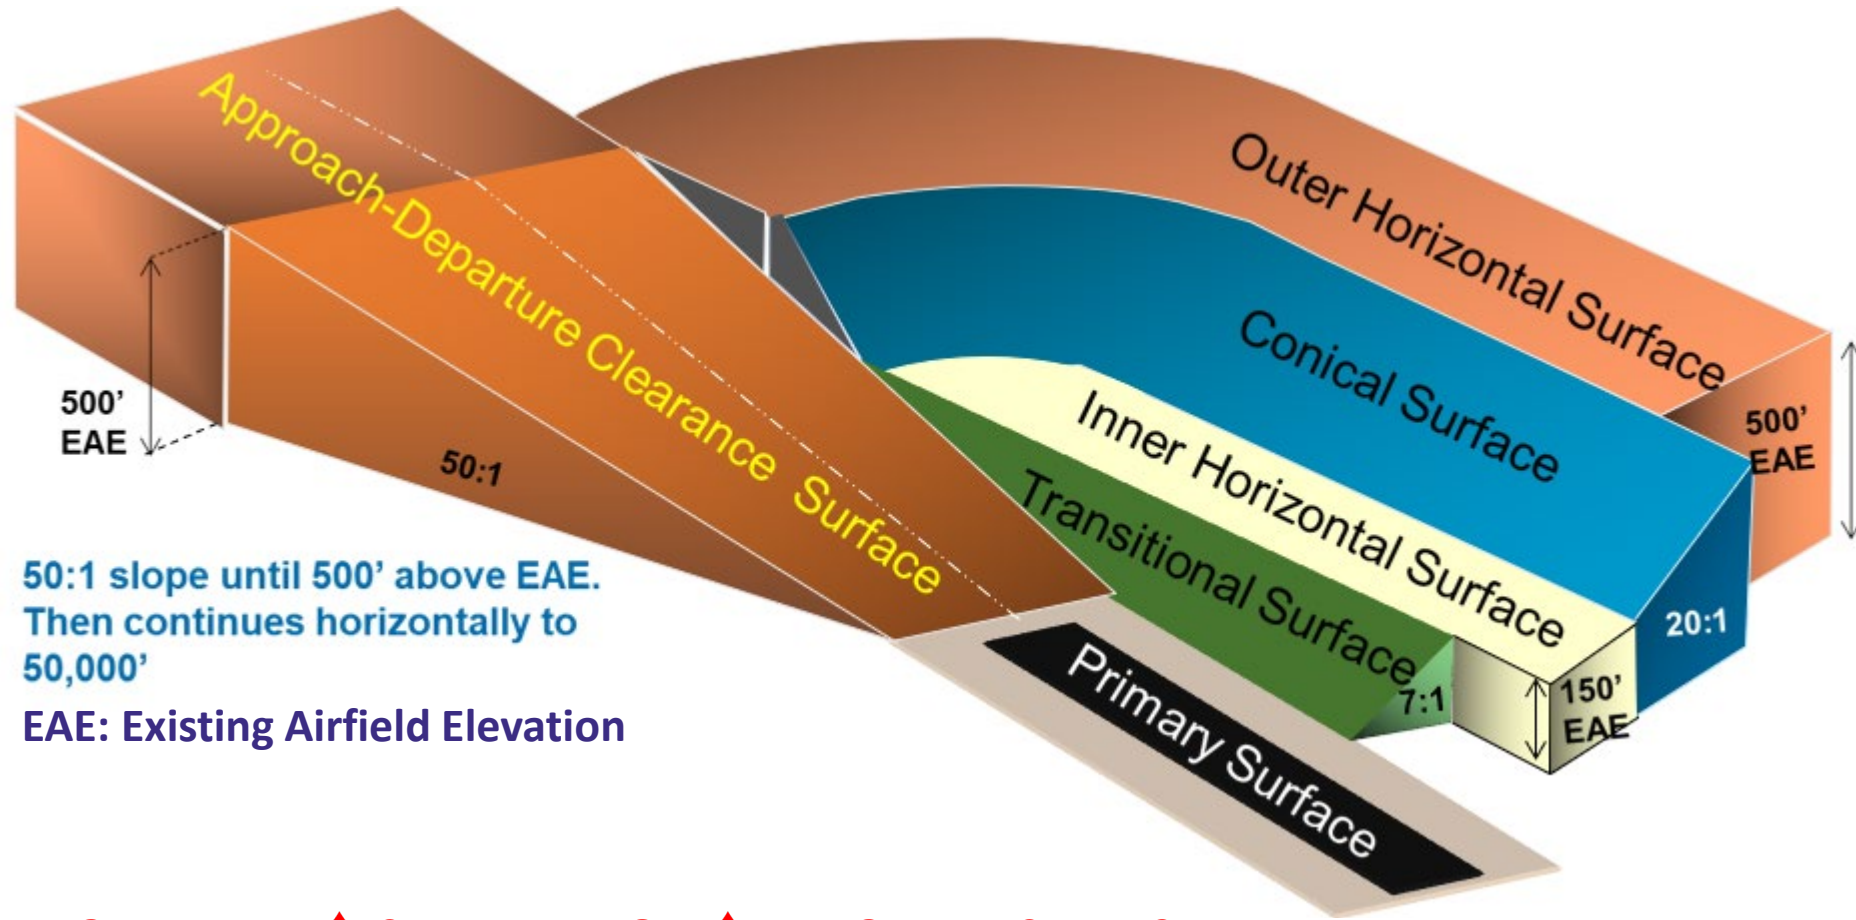 Approach-Departure Clearance Surface
Outer Horizontal Surface
Conical Surface
Inner Horizontal Surface
Transitional Surface
Primary Surface
500’
EAE
50:1
500’
EAE
20:1
7:1
150’
EAE
50:1 slope until 500’ above EAE.
Then continues horizontally to
50,000’
EAE: Existing Airfield Elevation